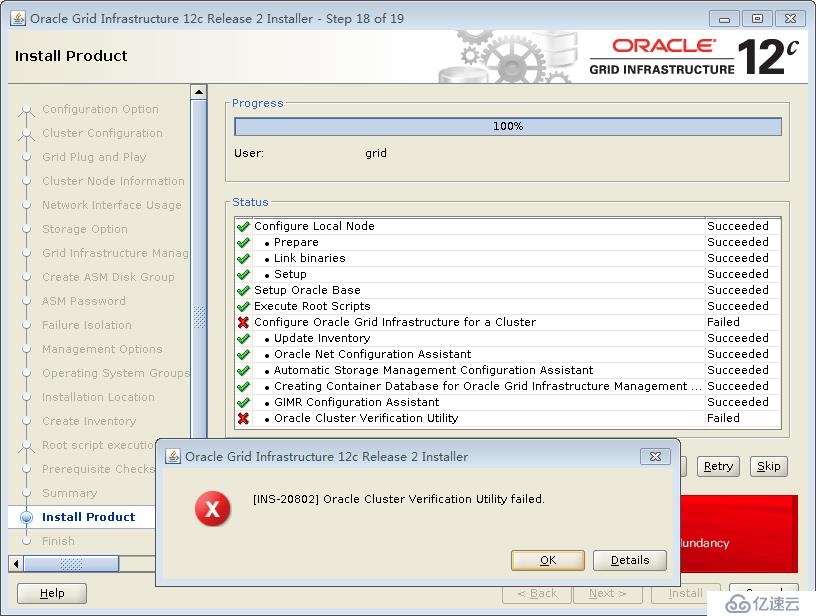 Oracle Grid Infrastructure 12c Release 2 Installer - Step 18 of 19
Install Product
ORACLE
GRID INFRASTRUCTURE
12c
Configuration Option
Cluster Configuration
Grid Plug and Play
Cluster Node Information
Network Interface Usage
Storage Option
Grid Infrastructure Manag
Create ASM Disk Group
ASM Password
Failure Isolation
Management Options
Operating System Groups
Installation Location
Create Inventory
Root script executio
Prerequisite Checks
Summary
Install Product
Finish
Progress
100%
User: grid
Status
Configure Local Node Succeeded
• Prepare Succeeded
• Link binaries Succeeded
• Setup Succeeded
Setup Oracle Base Succeeded
Execute Root Scripts Succeeded
Configure Oracle Grid Infrastructure for a Cluster Failed
• Update Inventory Succeeded
• Oracle Net Configuration Assistant Succeeded
• Automatic Storage Management Configuration Assistant Succeeded
• Creating Container Database for Oracle Grid Infrastructure Management ... Succeeded
• GIMR Configuration Assistant Succeeded
• Oracle Cluster Verification Utility Failed
Retry
Skip
Oracle Grid Infrastructure 12c Release 2 Installer
[INS-20802] Oracle Cluster Verification Utility failed.
OK
Details
undancy
Help
< Back
Next >
Install
亿速云